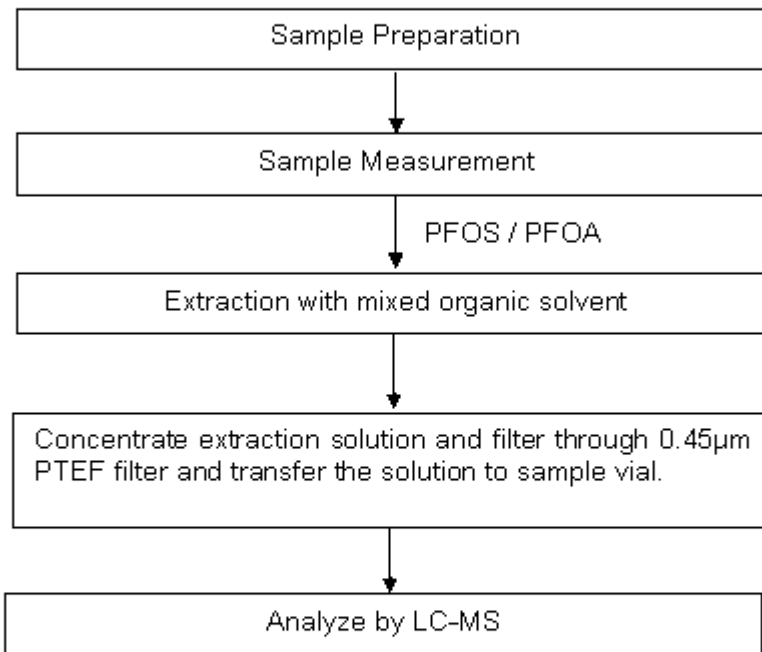 Sample Preparation
Sample Measurement
PFOS / PFOA
Extraction with mixed organic solvent
Concentrate extraction solution and filter through 0.45µm
PTEF filter and transfer the solution to sample vial.
Analyze by LC-MS